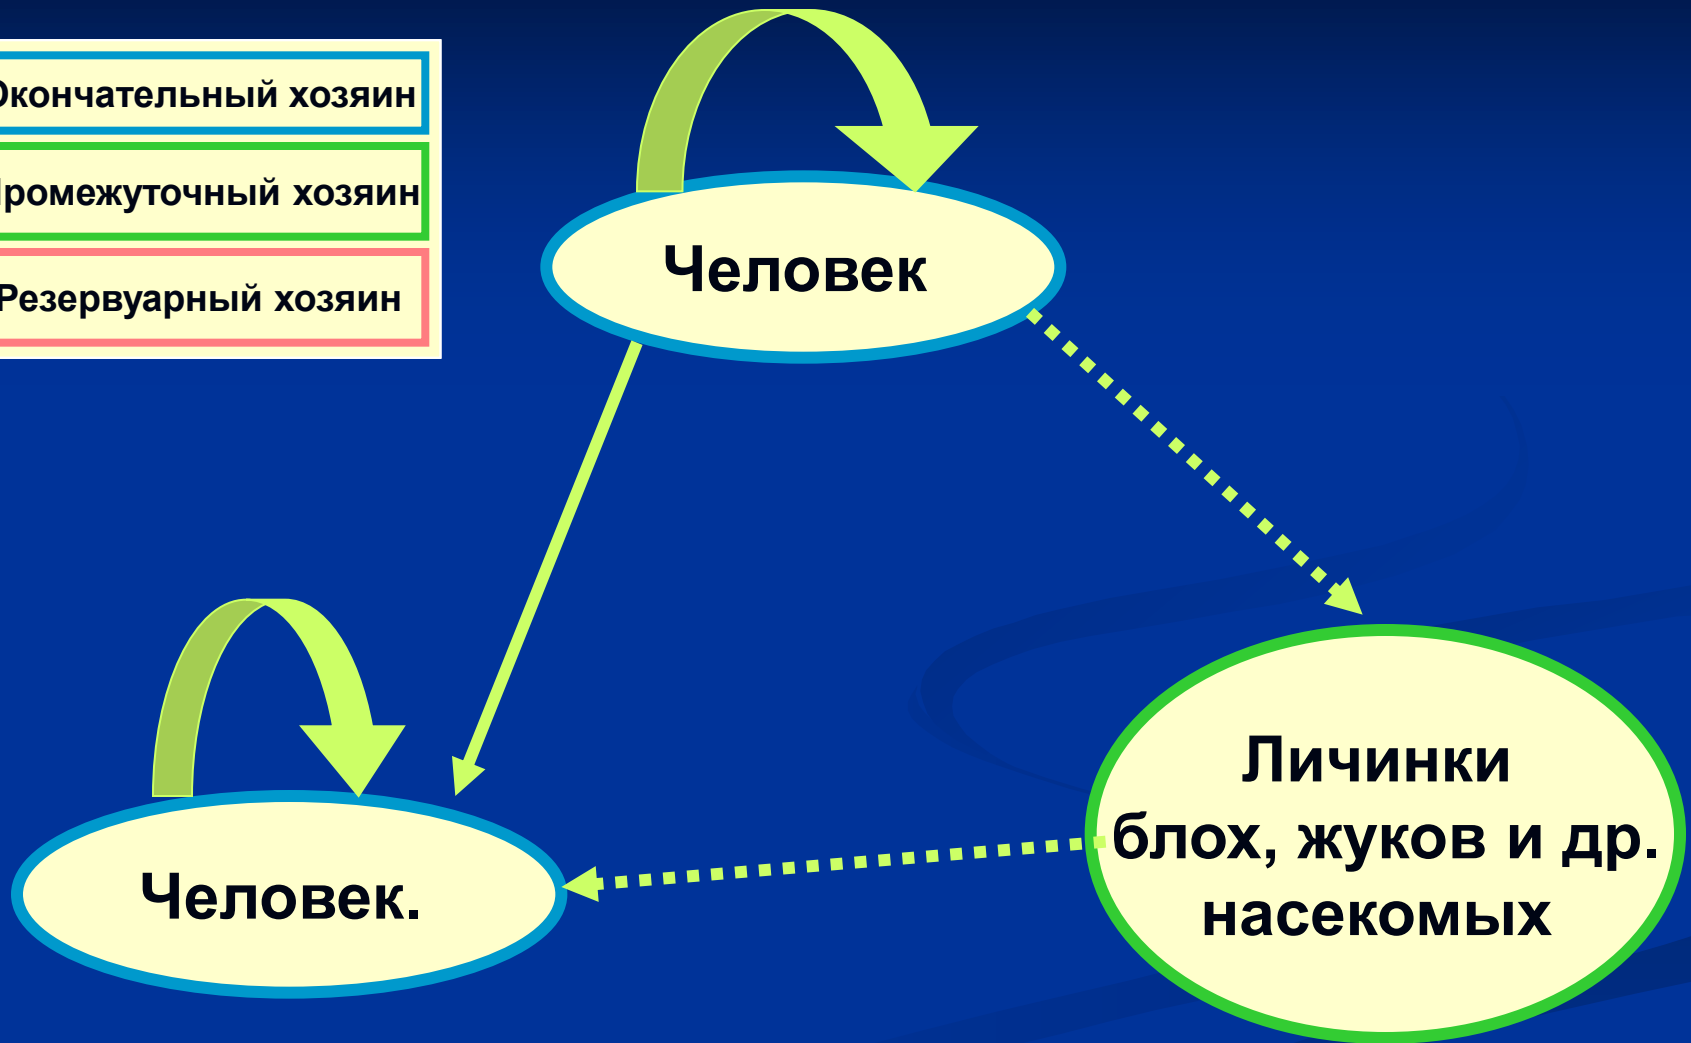 Окончательный хозяин
Промежуточный хозяин
Резервуарный хозяин
Человек
Человек.
Личинки
блох, жуков и др.
насекомых